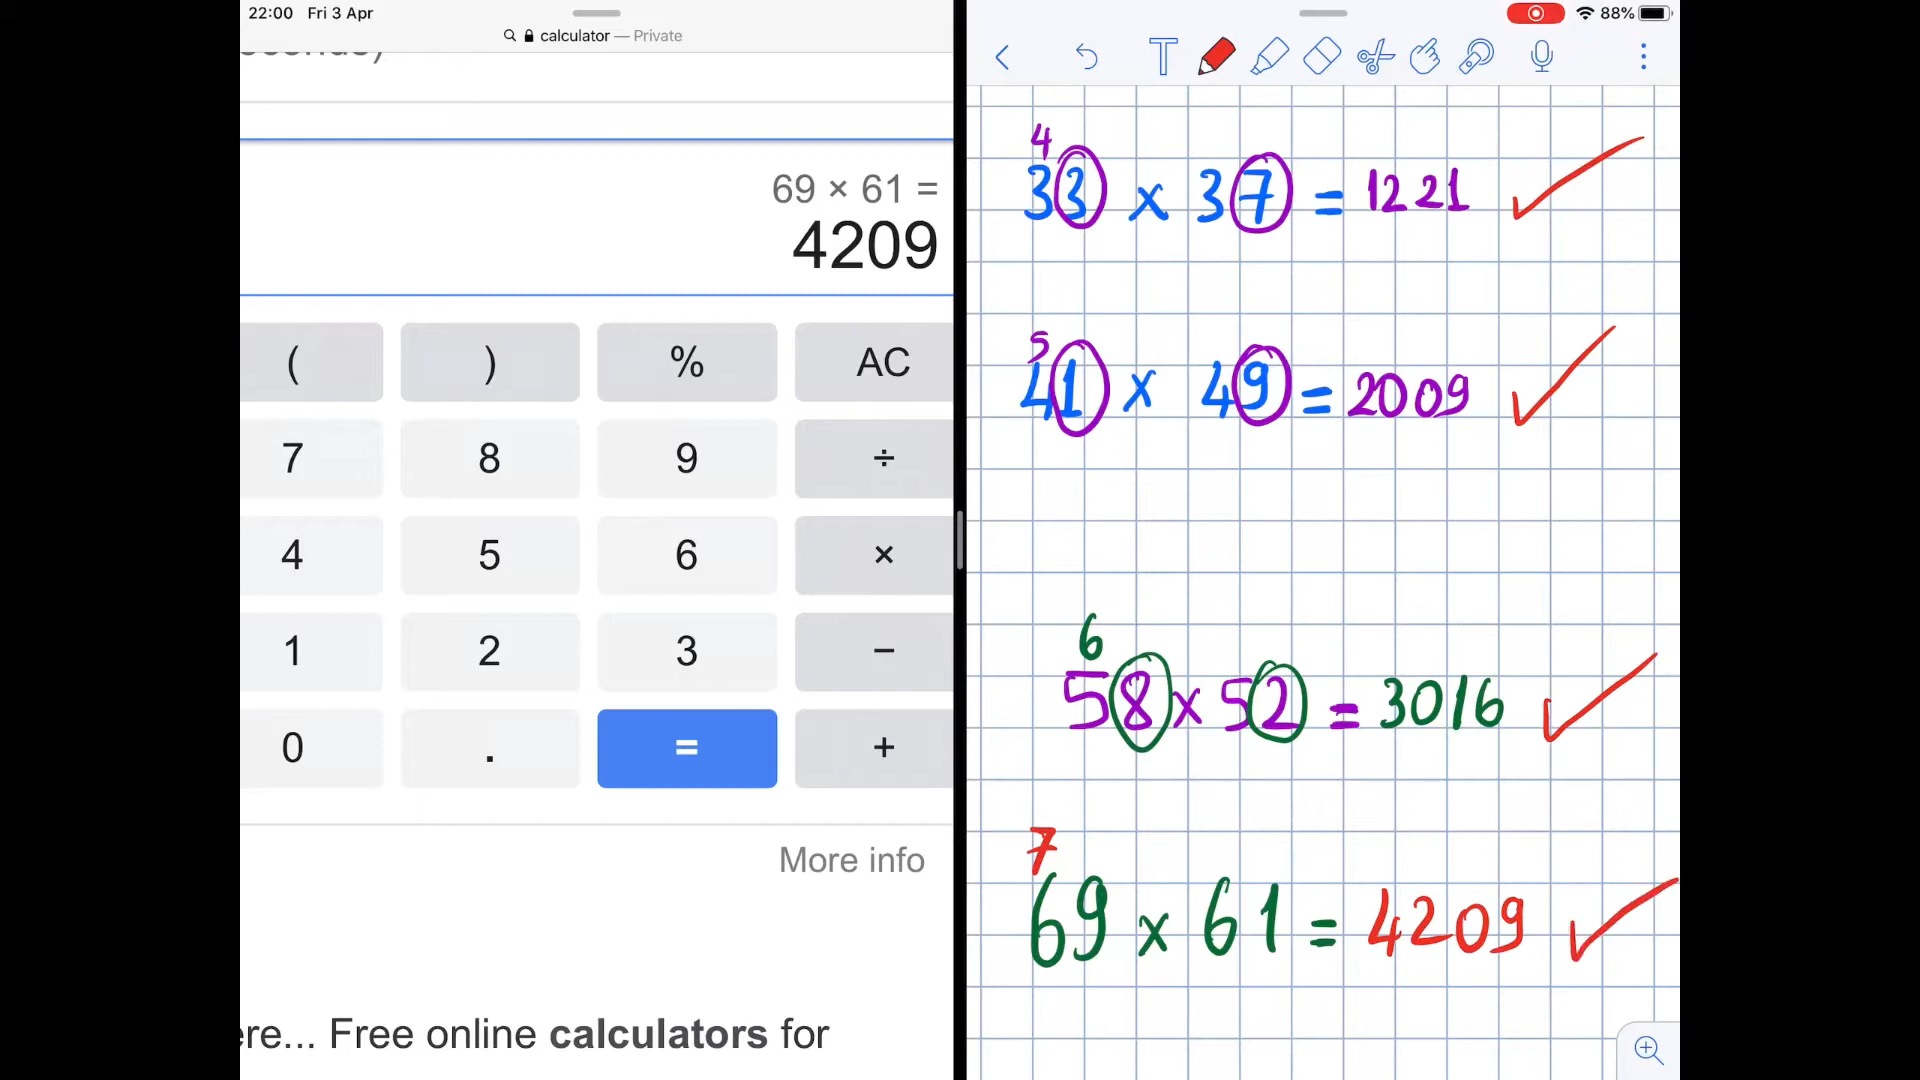 22:00 Fri 3 Apr
calculator — Private
69 × 61 =
4209
( ) % AC
7 8 9 ÷
4 5 6 ×
1 2 3 −
0 . = +
More info
ere... Free online calculators for
88%
T
4
33 x 37 = 1221
5
41 x 49 = 2009
6
58 x 52 = 3016
7
69 x 61 = 4209